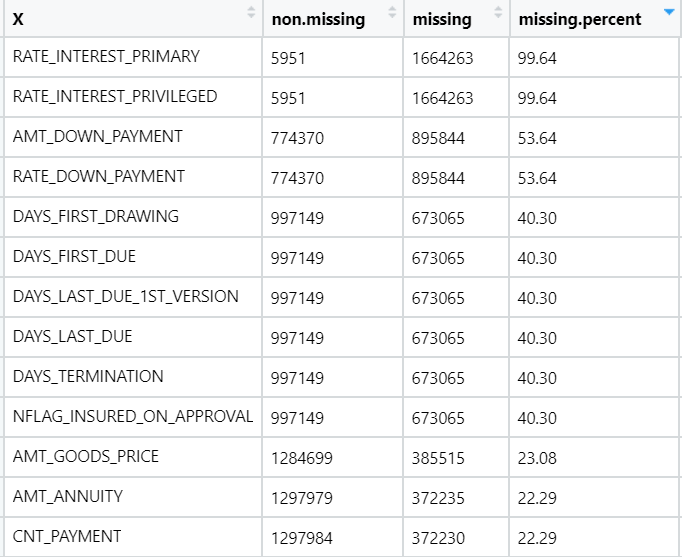 X non.missing missing missing.percent
RATE_INTEREST_PRIMARY 5951 1664263 99.64
RATE_INTEREST_PRIVILEGED 5951 1664263 99.64
AMT_DOWN_PAYMENT 774370 895844 53.64
RATE_DOWN_PAYMENT 774370 895844 53.64
DAYS_FIRST_DRAWING 997149 673065 40.30
DAYS_FIRST_DUE 997149 673065 40.30
DAYS_LAST_DUE_1ST_VERSION 997149 673065 40.30
DAYS_LAST_DUE 997149 673065 40.30
DAYS_TERMINATION 997149 673065 40.30
NFLAG_INSURED_ON_APPROVAL 997149 673065 40.30
AMT_GOODS_PRICE 1284699 385515 23.08
AMT_ANNUITY 1297979 372235 22.29
CNT_PAYMENT 1297984 372230 22.29